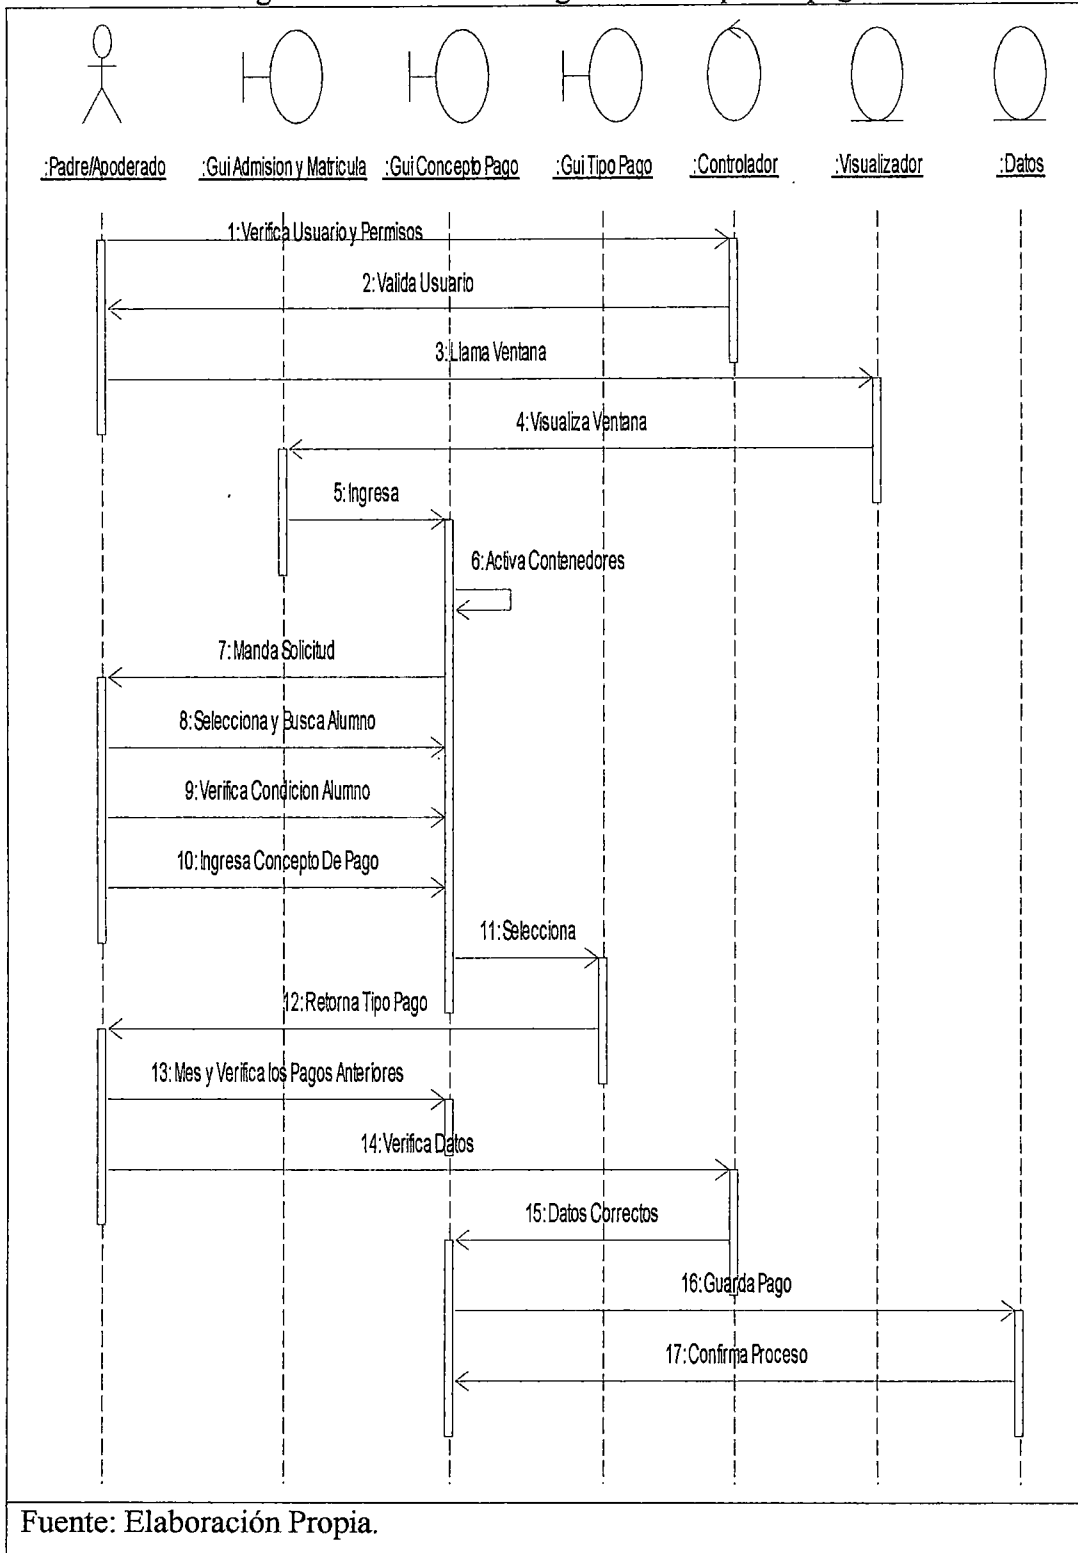 :Padre/Apoderado :Gui Admision y Matricula :Gui Concepto Pago :Gui Tipo Pago :Controlador :Visualizador :Datos
1: Verifica Usuario y Permisos
2: Valida Usuario
3: Llama Ventana
4: Visualiza Ventana
5: Ingresa
6: Activa Contenedores
7: Manda Solicitud
8: Selecciona y Busca Alumno
9: Verifica Condicion Alumno
10: Ingresa Concepto De Pago
11: Selecciona
12: Retorna Tipo Pago
13: Mes y Verifica los Pagos Anteriores
14: Verifica Datos
15: Datos Correctos
16: Guarda Pago
17: Confirma Proceso
Fuente: Elaboración Propia.